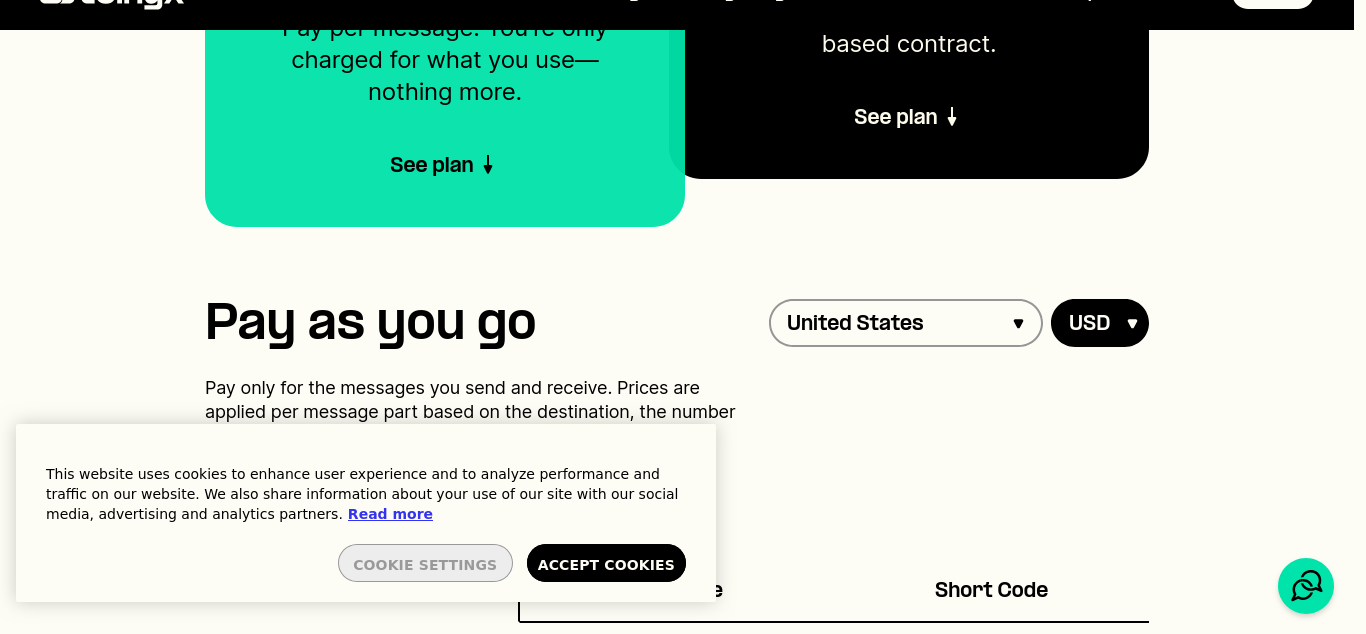 Pay per message. You're only
charged for what you use—
nothing more.
See plan
based contract.
See plan
Pay as you go
United States
USD
Pay only for the messages you send and receive. Prices are
applied per message part based on the destination, the number
This website uses cookies to enhance user experience and to analyze performance and
traffic on our website. We also share information about your use of our site with our social
media, advertising and analytics partners. Read more
COOKIE SETTINGS
ACCEPT COOKIES
Short Code